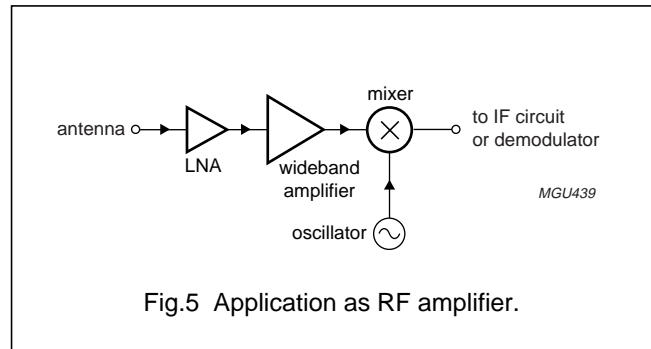 mixer
antenna
to IF circuit
or demodulator
LNA
wideband
amplifier
MGU439
oscillator
Fig.5 Application as RF amplifier.